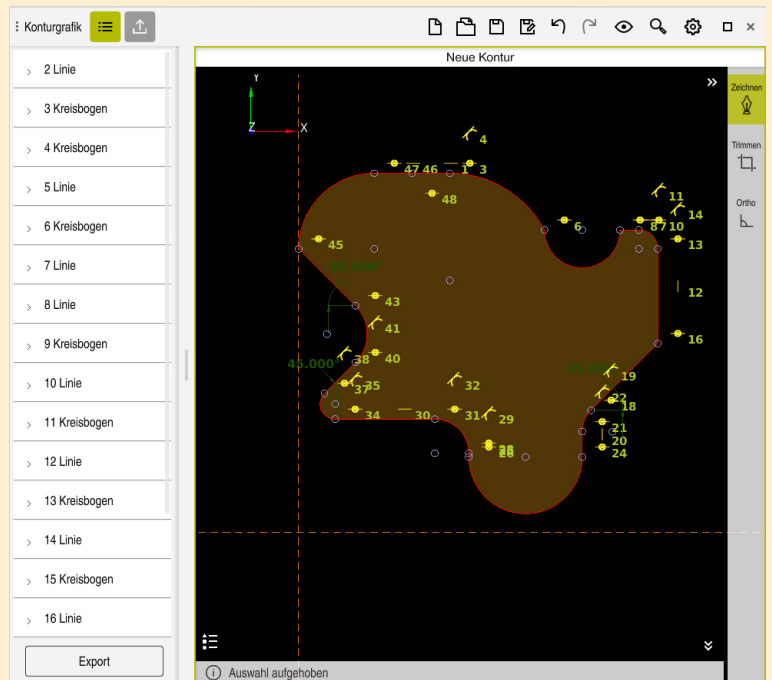 Konturgrafik
Neue Kontur
2 Linie
3 Kreisbogen
4 Kreisbogen
5 Linie
6 Kreisbogen
7 Linie
8 Linie
9 Kreisbogen
10 Linie
11 Kreisbogen
12 Linie
13 Kreisbogen
14 Linie
15 Kreisbogen
16 Linie
Export
Y
Z X
4
47 46 1 3
48
11
14
6 8 7 10
13
45
12
43
41
16
45.000°
38 40
19
37 35 32
22
18
34 30 31 29
21
20
24
Zeichnen
Trimmen
Ortho
Auswahl aufgehoben